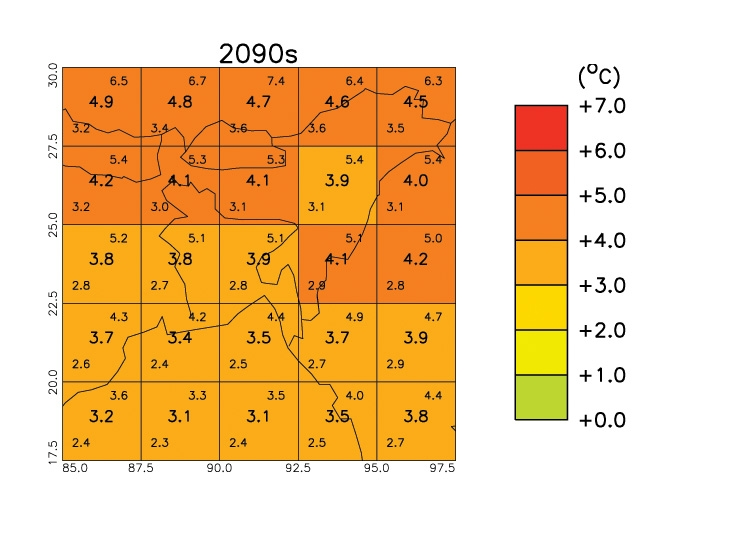 2090s
(°C)
30.0
6.5 6.7 7.4 6.4 6.3
4.9 4.8 4.7 4.6 4.5
3.2 3.4 3.6 3.6 3.5
27.5
5.4 5.3 5.3 5.4 5.4
4.2 4.1 4.1 3.9 4.0
3.2 3.0 3.1 3.1 3.1
25.0
5.2 5.1 5.1 5.1 5.0
3.8 3.8 3.9 4.1 4.2
2.8 2.7 2.8 2.9 2.8
22.5
4.3 4.2 4.4 4.9 4.7
3.7 3.4 3.5 3.7 3.9
2.6 2.4 2.5 2.7 2.9
20.0
3.6 3.3 3.5 4.0 4.4
3.2 3.1 3.1 3.5 3.8
2.4 2.3 2.4 2.5 2.7
17.5
85.0 87.5 90.0 92.5 95.0 97.5
+7.0
+6.0
+5.0
+4.0
+3.0
+2.0
+1.0
+0.0